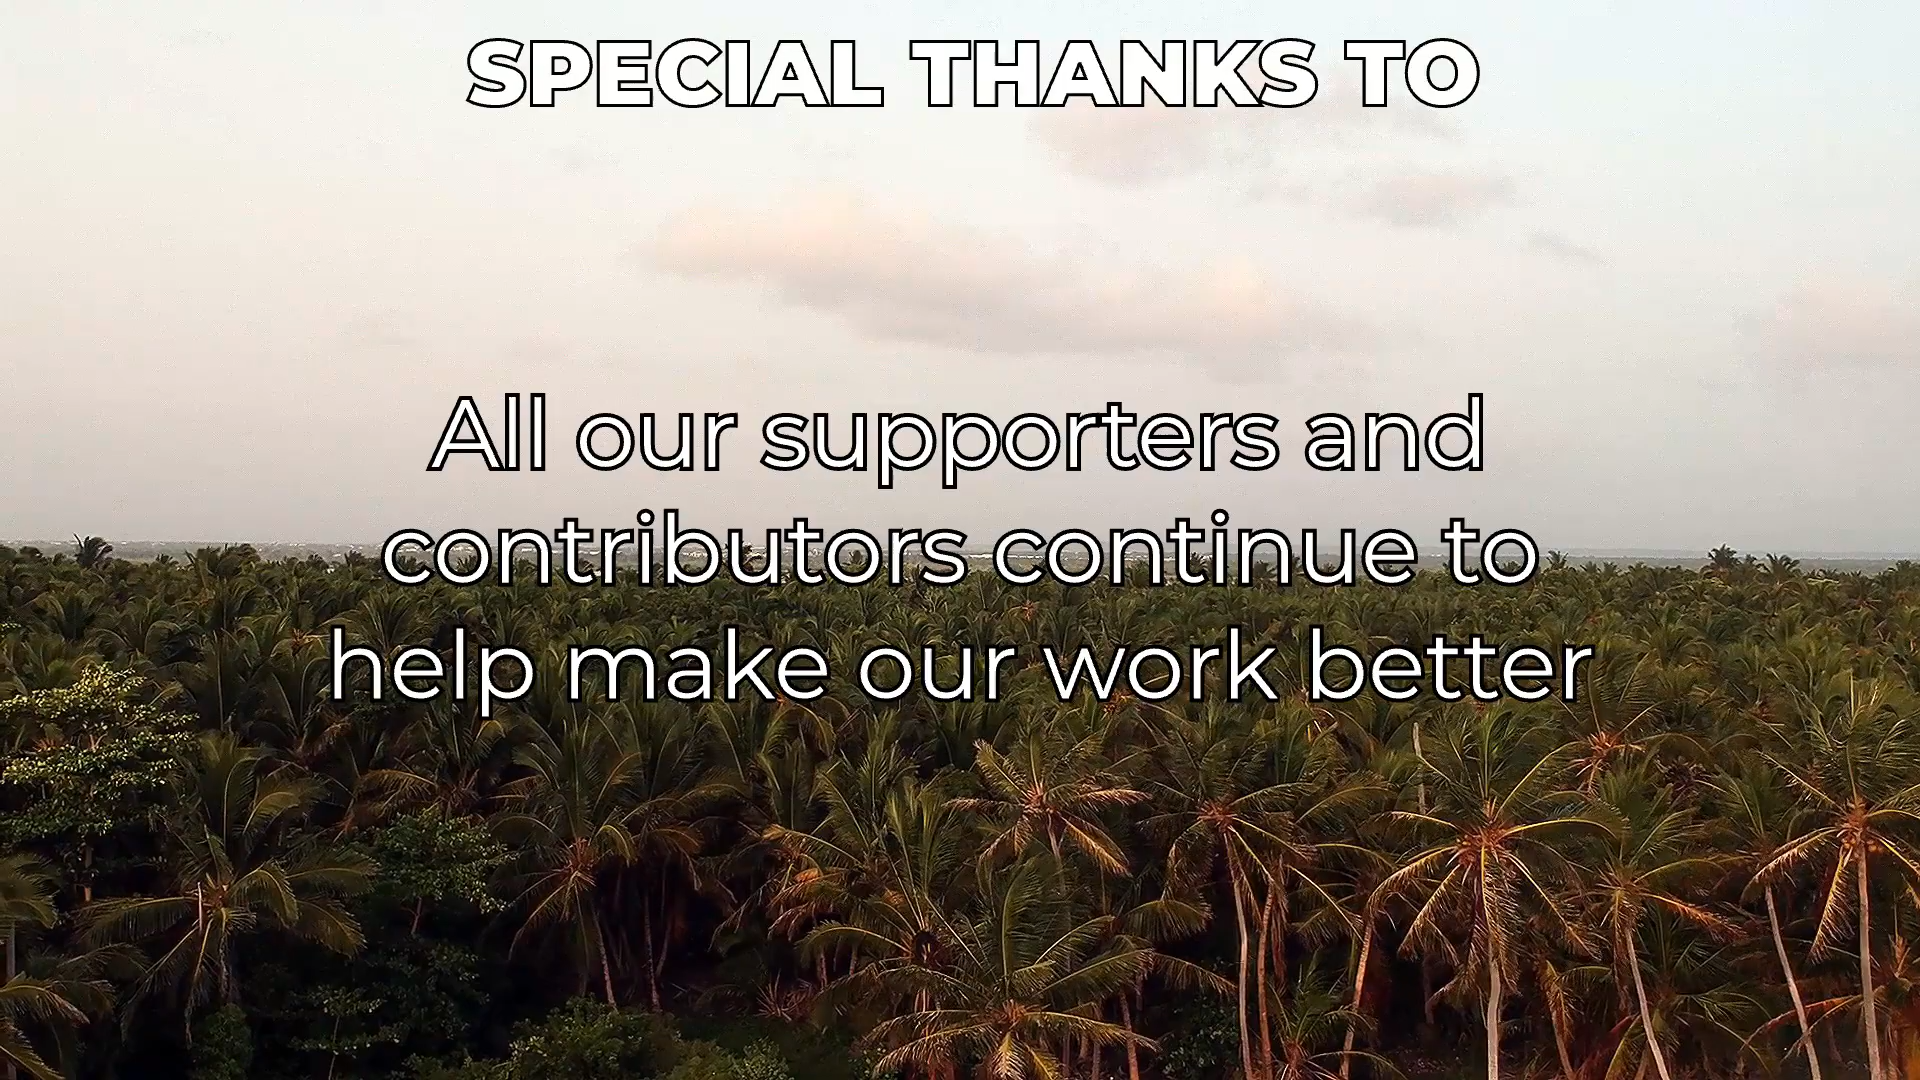 SPECIAL THANKS TO
All our supporters and
contributors continue to
help make our work better